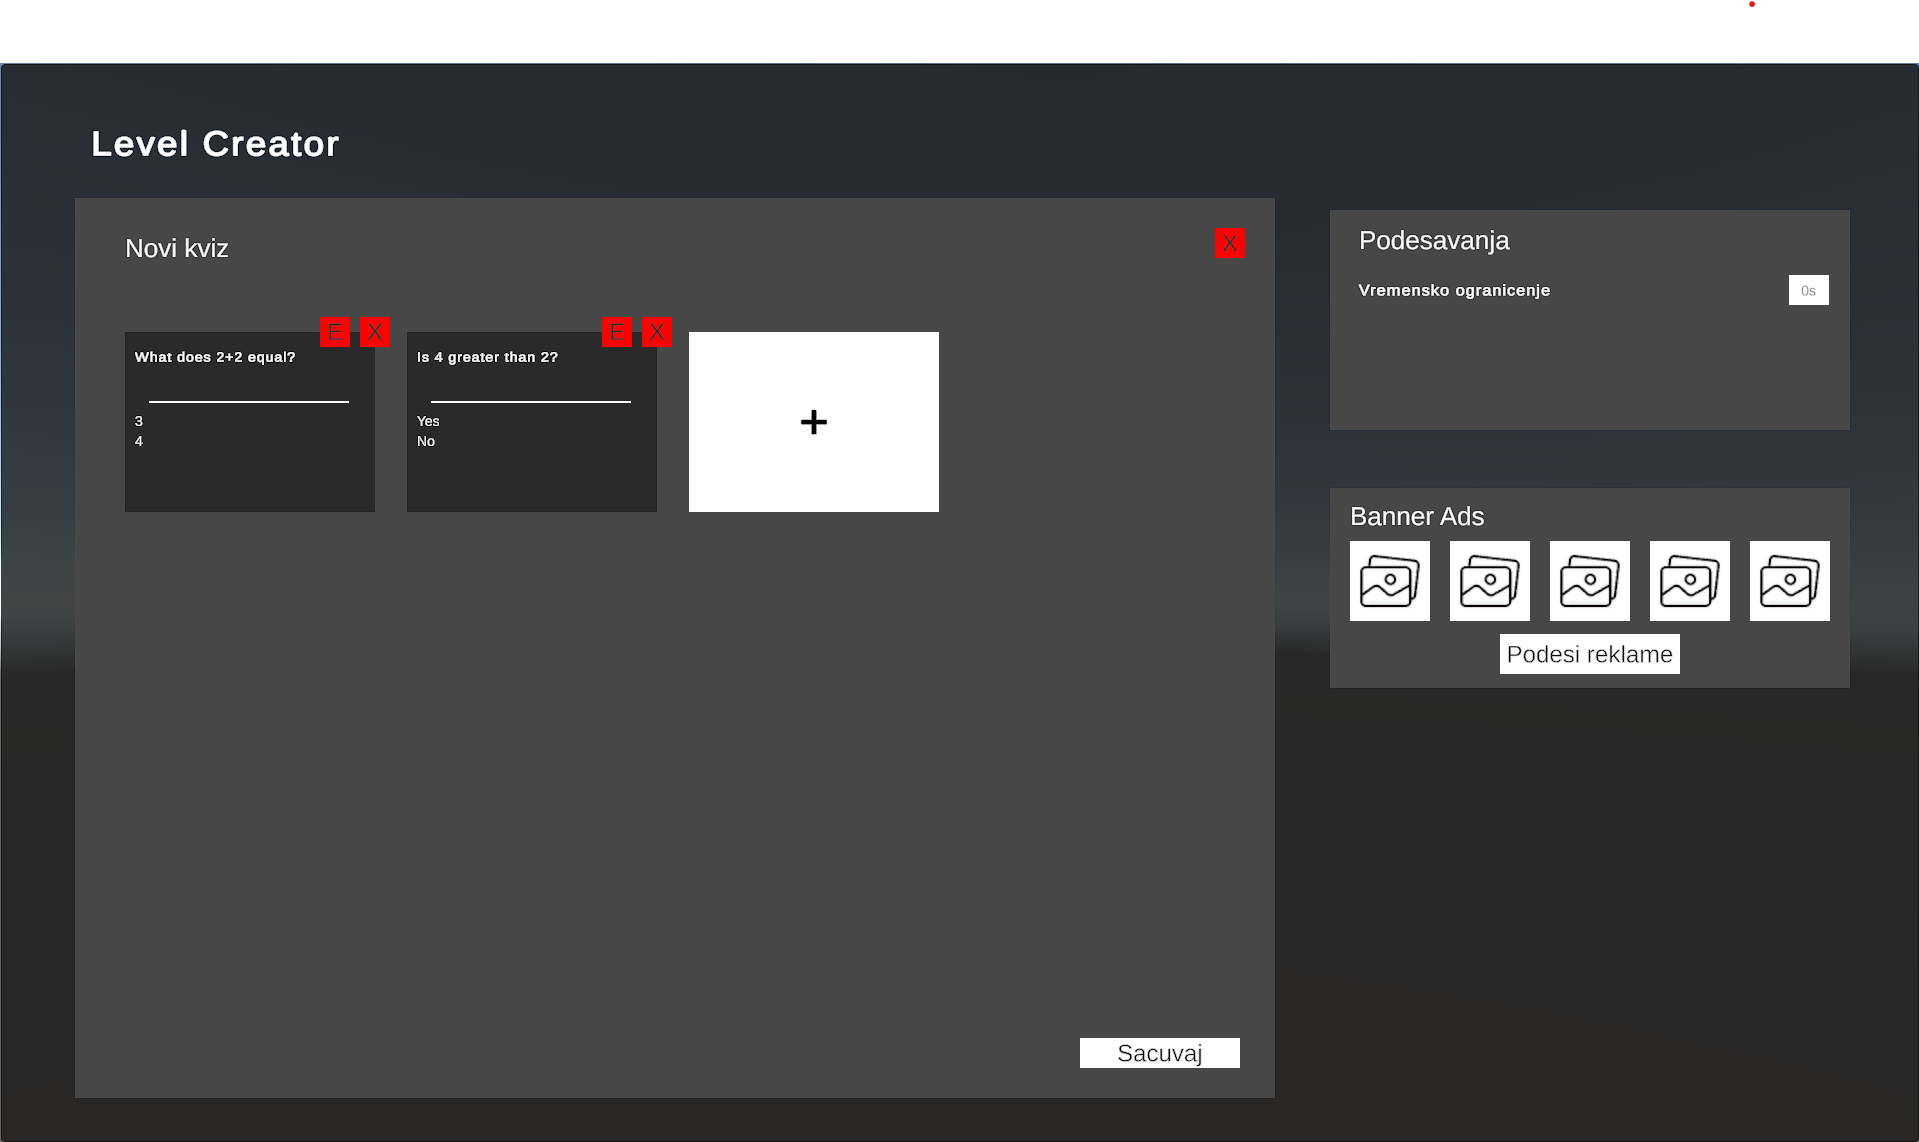 Level Creator
Novi kviz
X
E X
What does 2+2 equal?
3
4
E X
Is 4 greater than 2?
Yes
No
+
Sacuvaj
Podesavanja
Vremensko ogranicenje
0s
Banner Ads
Podesi reklame